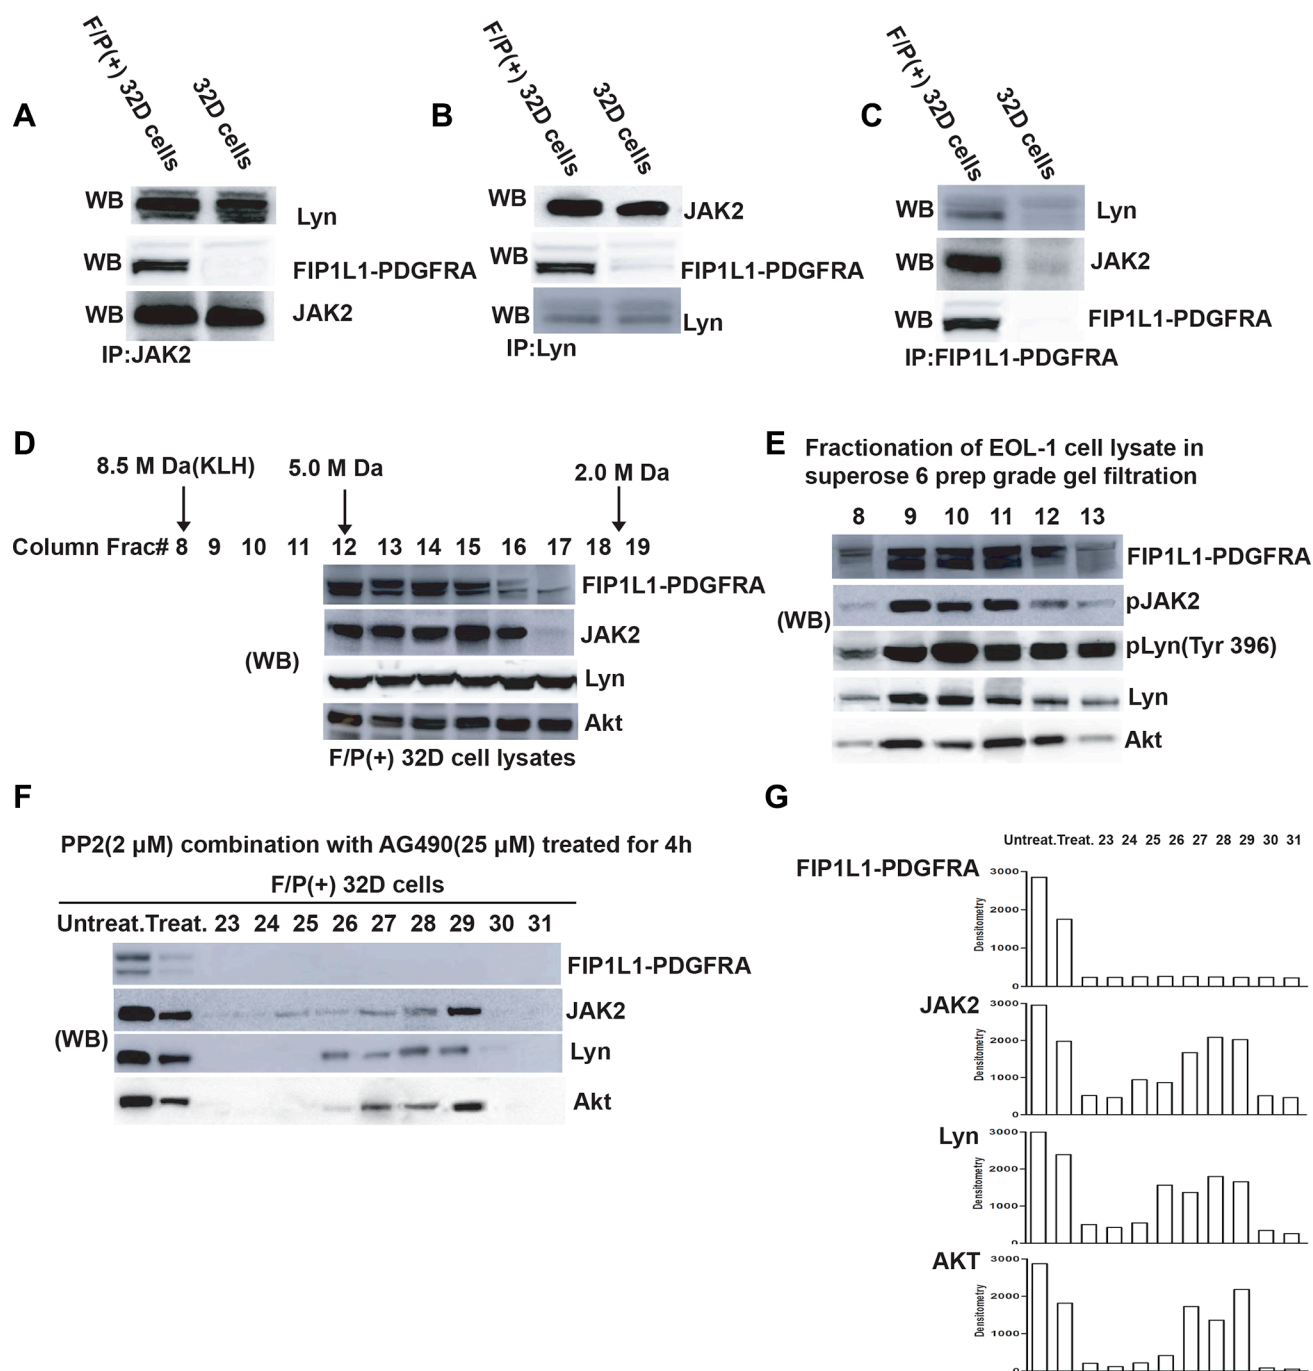 A
F/P(+) 32D cells
32D cells
WB
Lyn
WB
FIP1L1-PDGFRA
WB
JAK2
IP:JAK2
B
F/P(+) 32D cells
32D cells
WB
JAK2
WB
FIP1L1-PDGFRA
WB
Lyn
IP:Lyn
C
F/P(+) 32D cells
32D cells
WB
Lyn
WB
JAK2
WB
FIP1L1-PDGFRA
IP:FIP1L1-PDGFRA
D
8.5 M Da(KLH)
5.0 M Da
2.0 M Da
Column Frac# 8 9 10 11 12 13 14 15 16 17 18 19
FIP1L1-PDGFRA
JAK2
(WB)
Lyn
Akt
F/P(+) 32D cell lysates
E
Fractionation of EOL-1 cell lysate in
superose 6 prep grade gel filtration
8 9 10 11 12 13
FIP1L1-PDGFRA
pJAK2
(WB)
pLyn(Tyr 396)
Lyn
Akt
F
PP2(2 µM) combination with AG490(25 µM) treated for 4h
F/P(+) 32D cells
Untreat.Treat. 23 24 25 26 27 28 29 30 31
FIP1L1-PDGFRA
JAK2
(WB)
Lyn
Akt
G
Untreat.Treat. 23 24 25 26 27 28 29 30 31
FIP1L1-PDGFRA
Densitometry
3000
2000
1000
0
JAK2
Densitometry
3000
2000
1000
0
Lyn
Densitometry
3000
2000
1000
0
AKT
Densitometry
3000
2000
1000
0